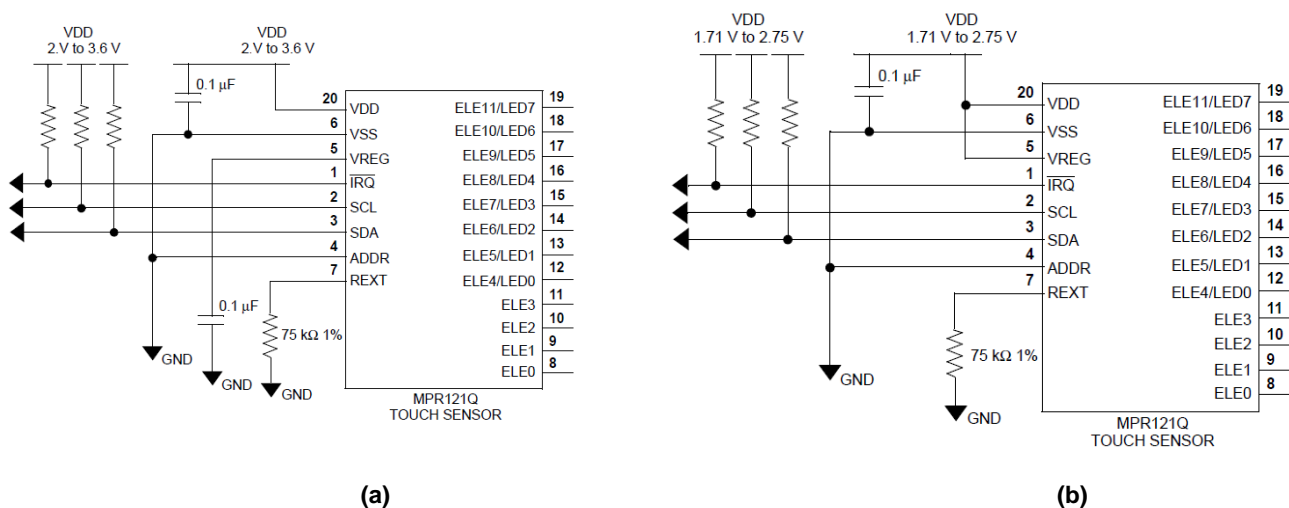 VDD
2.V to 3.6 V
VDD
2.V to 3.6 V
0.1 µF
20
VDD
6
VSS
5
VREG
1
IRQ
2
SCL
3
SDA
4
ADDR
7
REXT
ELE11/LED7
19
ELE10/LED6
18
ELE9/LED5
17
ELE8/LED4
16
ELE7/LED3
15
ELE6/LED2
14
ELE5/LED1
13
ELE4/LED0
12
ELE3
11
ELE2
10
ELE1
9
ELE0
8
0.1 µF
75 kΩ 1%
GND
GND
GND
MPR121Q
TOUCH SENSOR
(a)
VDD
1.71 V to 2.75 V
VDD
1.71 V to 2.75 V
0.1 µF
20
VDD
6
VSS
5
VREG
1
IRQ
2
SCL
3
SDA
4
ADDR
7
REXT
ELE11/LED7
19
ELE10/LED6
18
ELE9/LED5
17
ELE8/LED4
16
ELE7/LED3
15
ELE6/LED2
14
ELE5/LED1
13
ELE4/LED0
12
ELE3
11
ELE2
10
ELE1
9
ELE0
8
75 kΩ 1%
GND
GND
MPR121Q
TOUCH SENSOR
(b)